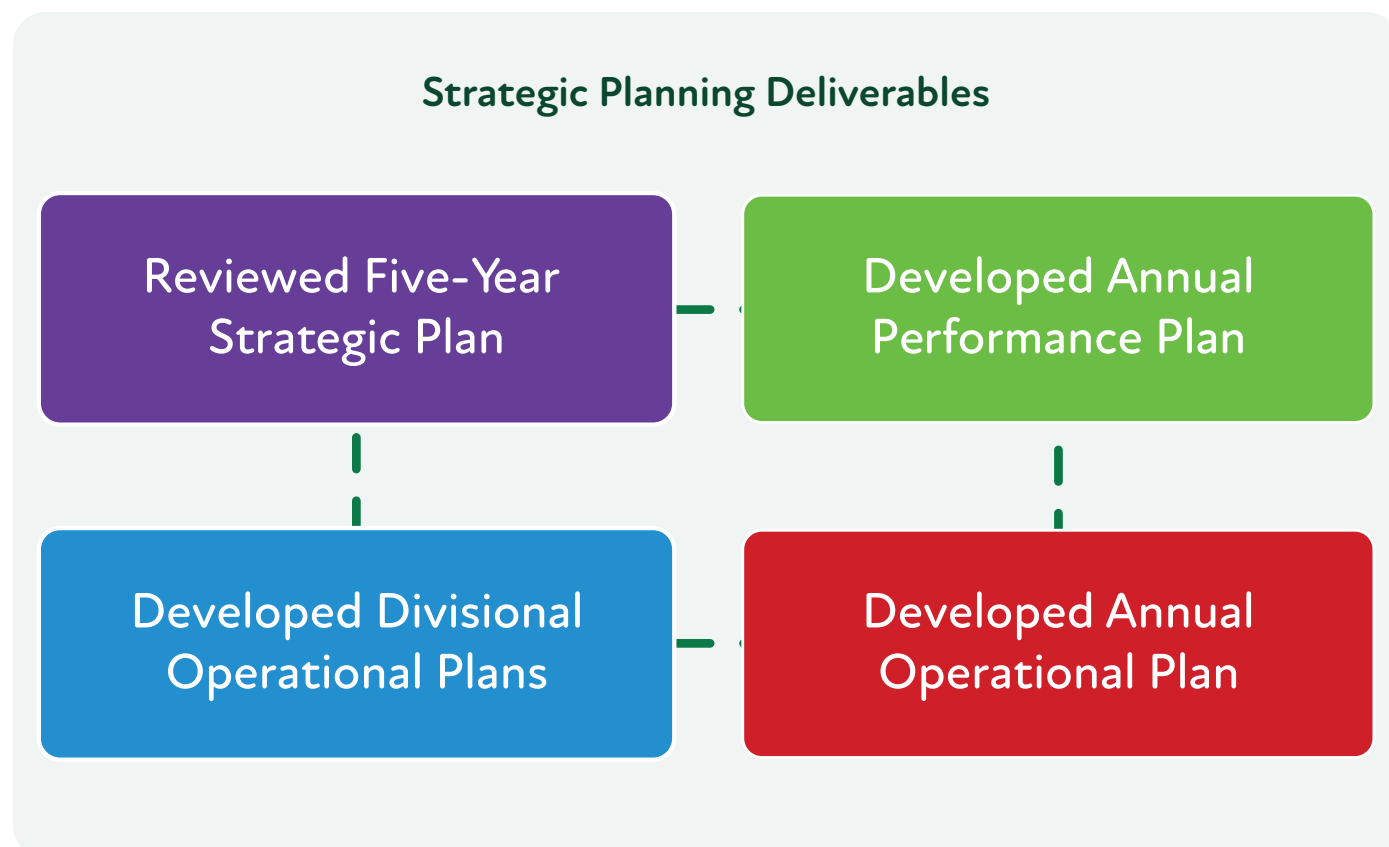 Strategic Planning Deliverables
Reviewed Five-Year
Strategic Plan
Developed Annual
Performance Plan
Developed Divisional
Operational Plans
Developed Annual
Operational Plan